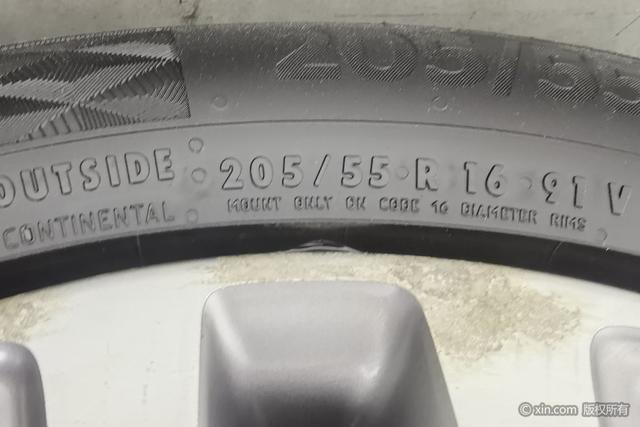 205/55
OUTSIDE 205/55 R 16 91 V
CONTINENTAL MOUNT ONLY ON CODE 16 DIAMETER RIMS
© xin.com 版权所有